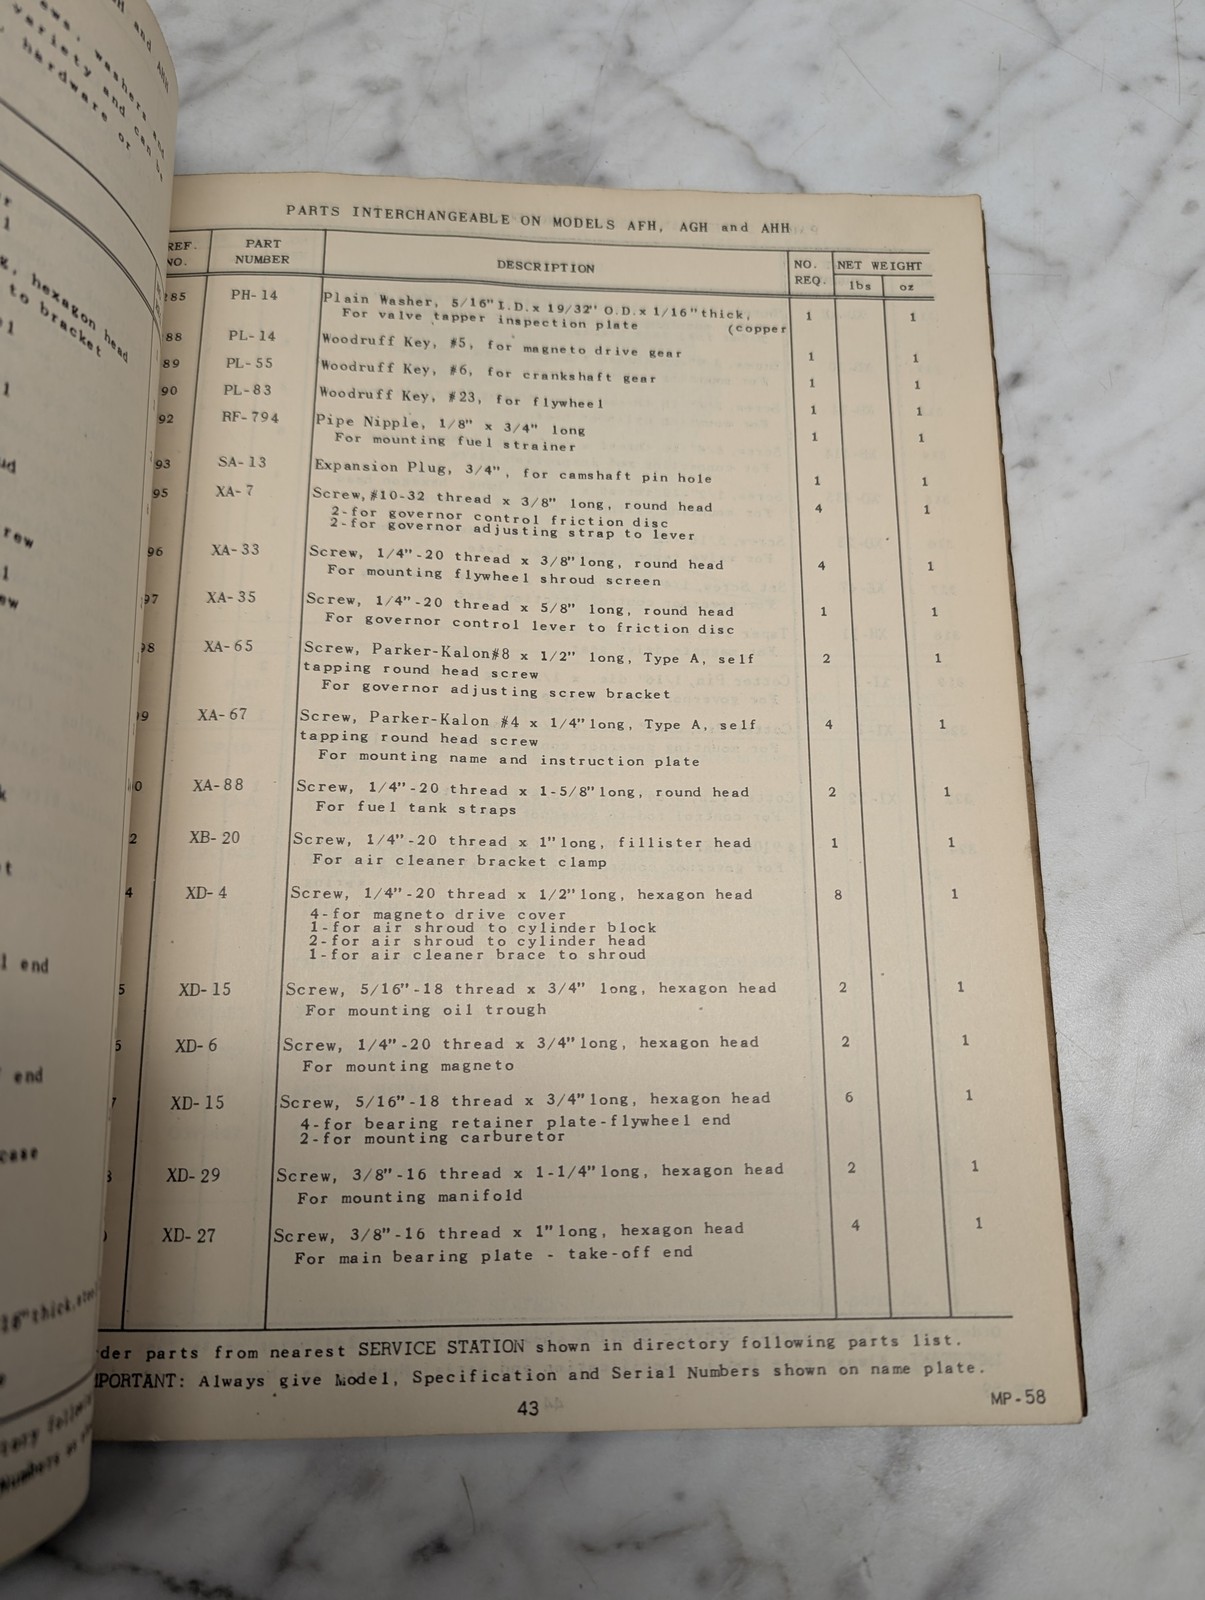 PARTS INTERCHANGEABLE ON MODELS AFH, AGH and AHH
REF. NO. PART NUMBER DESCRIPTION NO. REQ. NET WEIGHT lbs oz
85 PH-14 Plain Washer, 5/16" I.D. x 19/32" O.D. x 1/16" thick, 1 1
For valve tapper inspection plate (copper
88 PL-14 Woodruff Key, #5, for magneto drive gear 1 1
89 PL-55 Woodruff Key, #6, for crankshaft gear 1 1
90 PL-83 Woodruff Key, #23, for flywheel 1 1
92 RF-794 Pipe Nipple, 1/8" x 3/4" long 1 1
For mounting fuel strainer
93 SA-13 Expansion Plug, 3/4", for camshaft pin hole 1 1
95 XA-7 Screw, #10-32 thread x 3/8" long, round head 4 1
2-for governor control friction disc
2-for governor adjusting strap to lever
96 XA-33 Screw, 1/4"-20 thread x 3/8" long, round head 4 1
For mounting flywheel shroud screen
97 XA-35 Screw, 1/4"-20 thread x 5/8" long, round head 1 1
For governor control lever to friction disc
98 XA-65 Screw, Parker-Kalon #8 x 1/2" long, Type A, self 2 1
tapping round head screw
For governor adjusting screw bracket
9 XA-67 Screw, Parker-Kalon #4 x 1/4" long, Type A, self 4 1
tapping round head screw
For mounting name and instruction plate
0 XA-88 Screw, 1/4"-20 thread x 1-5/8" long, round head 2 1
For fuel tank straps
2 XB-20 Screw, 1/4"-20 thread x 1" long, fillister head 1 1
For air cleaner bracket clamp
4 XD-4 Screw, 1/4"-20 thread x 1/2" long, hexagon head 8 1
4-for magneto drive cover
1-for air shroud to cylinder block
2-for air shroud to cylinder head
1-for air cleaner brace to shroud
5 XD-15 Screw, 5/16"-18 thread x 3/4" long, hexagon head 2 1
For mounting oil trough
6 XD-6 Screw, 1/4"-20 thread x 3/4" long, hexagon head 2 1
For mounting magneto
7 XD-15 Screw, 5/16"-18 thread x 3/4" long, hexagon head 6 1
4-for bearing retainer plate-flywheel end
2-for mounting carburetor
8 XD-29 Screw, 3/8"-16 thread x 1-1/4" long, hexagon head 2 1
For mounting manifold
XD-27 Screw, 3/8"-16 thread x 1" long, hexagon head 4 1
For main bearing plate - take-off end
der parts from nearest SERVICE STATION shown in directory following parts list.
PORTANT: Always give Model, Specification and Serial Numbers shown on name plate.
43
MP-58